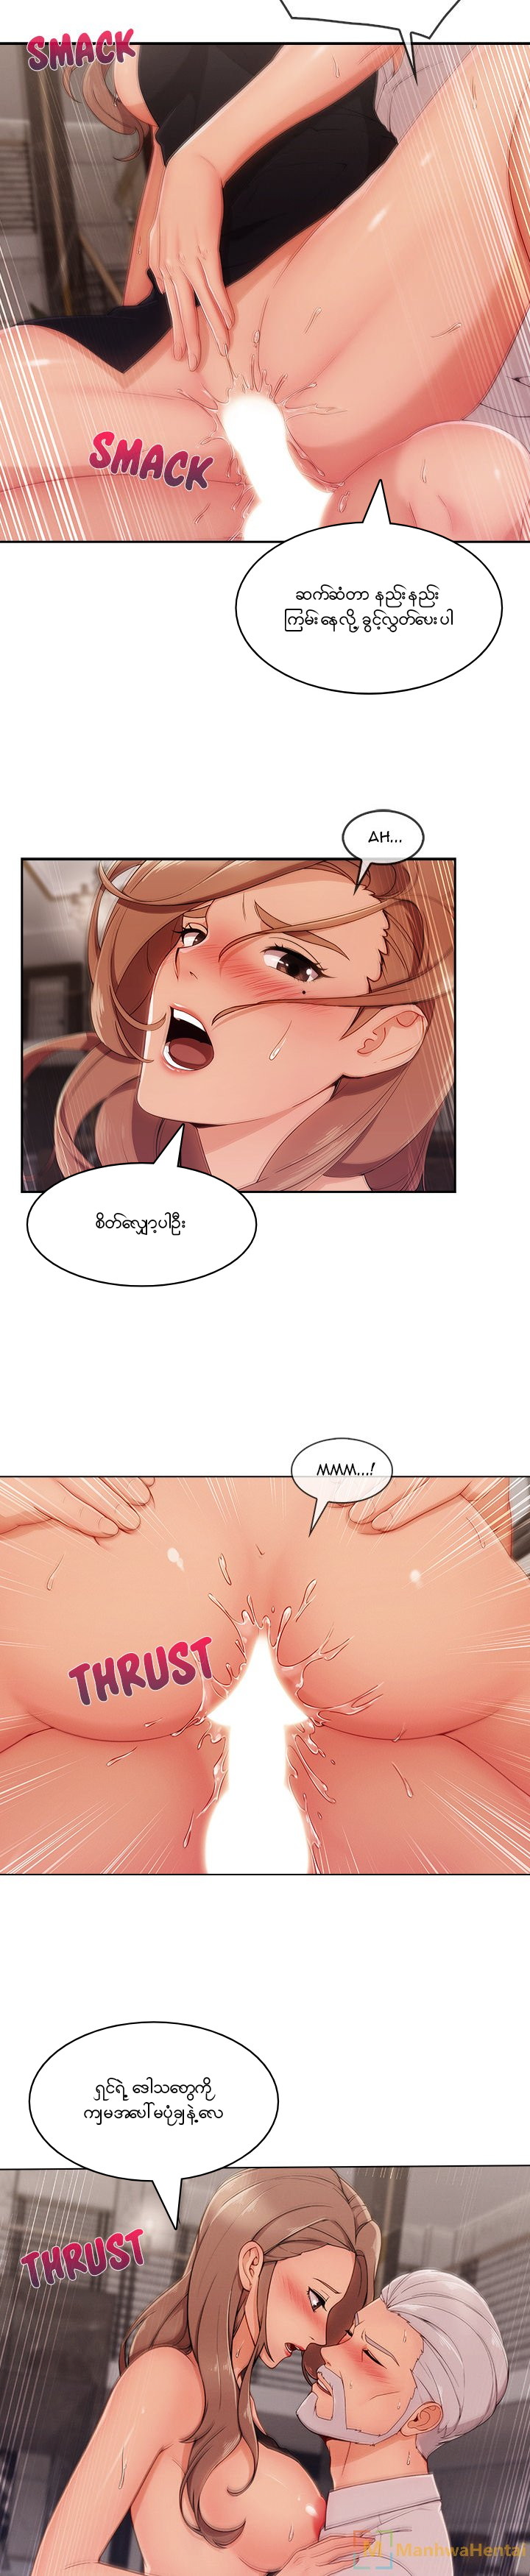 SMACK
SMACK
ဆက်ဆံတာ နည်းနည်း
ကြမ်းနေလို့ ခွင့်လွှတ်ပေးပါ
AH...
စိတ်လျှော့ပါဦး
MMM...!
THRUST
ရှင်ရဲ့ ဒေါသတွေကို
ကျမအပေါ် မပုံချနဲ့လေ
THRUST
ManhwaHentai